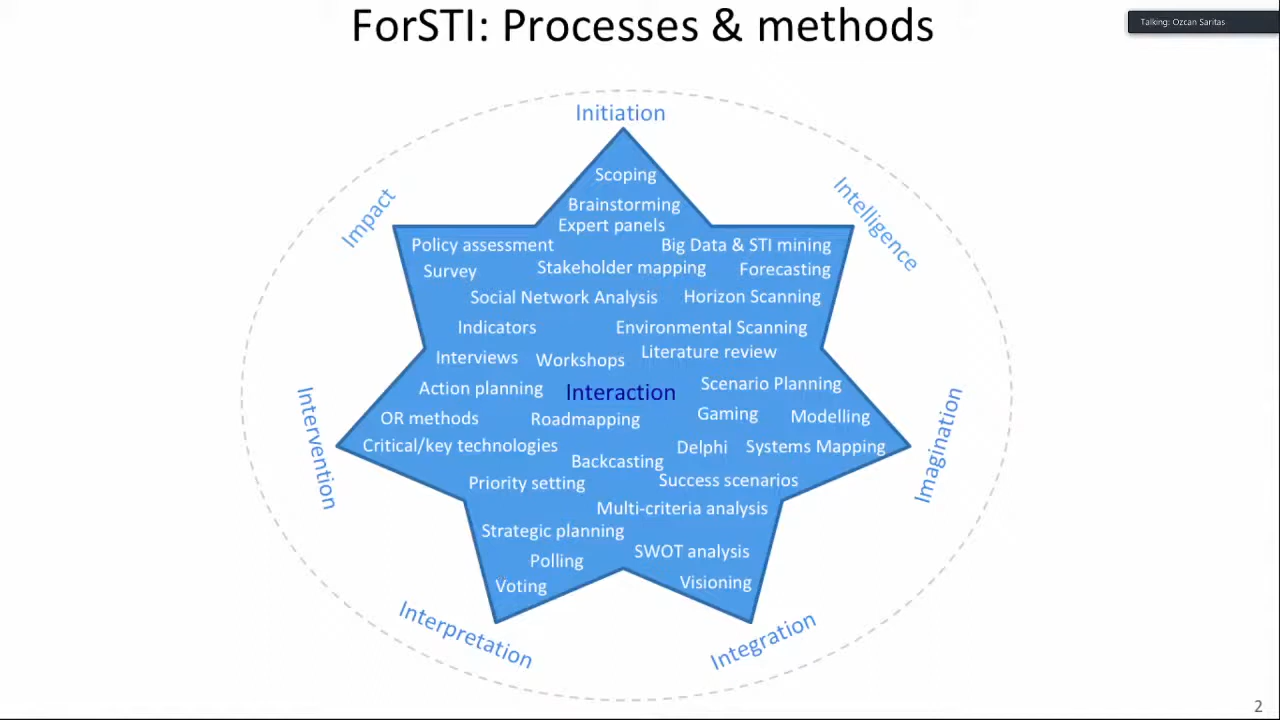 ForSTI: Processes & methods
Talking: Ozcan Saritas
Initiation
Impact
Intelligence
Scoping
Brainstorming
Expert panels
Policy assessment
Big Data & STI mining
Survey
Stakeholder mapping
Forecasting
Social Network Analysis
Horizon Scanning
Indicators
Environmental Scanning
Interviews
Workshops
Literature review
Action planning
Interaction
Scenario Planning
OR methods
Roadmapping
Gaming
Modelling
Critical/key technologies
Backcasting
Delphi
Systems Mapping
Priority setting
Success scenarios
Multi-criteria analysis
Strategic planning
Polling
SWOT analysis
Voting
Visioning
Intervention
Imagination
Interpretation
Integration
2